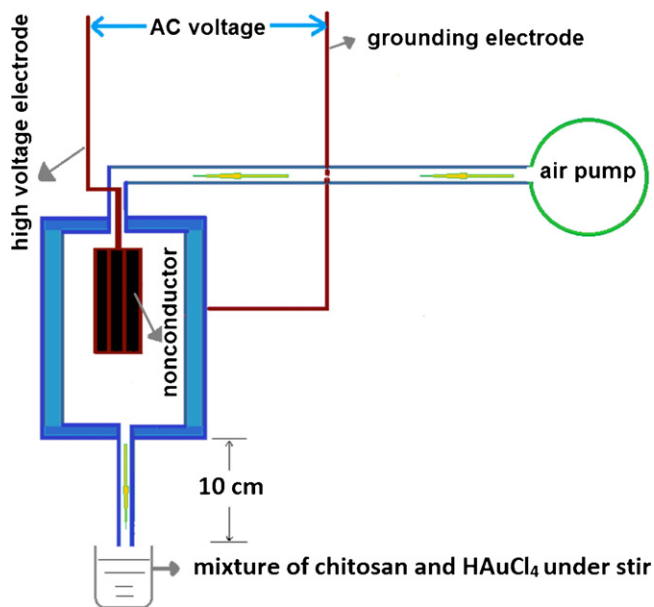 AC voltage
grounding electrode
high voltage electrode
air pump
nonconductor
10 cm
mixture of chitosan and HAuCl₄ under stir